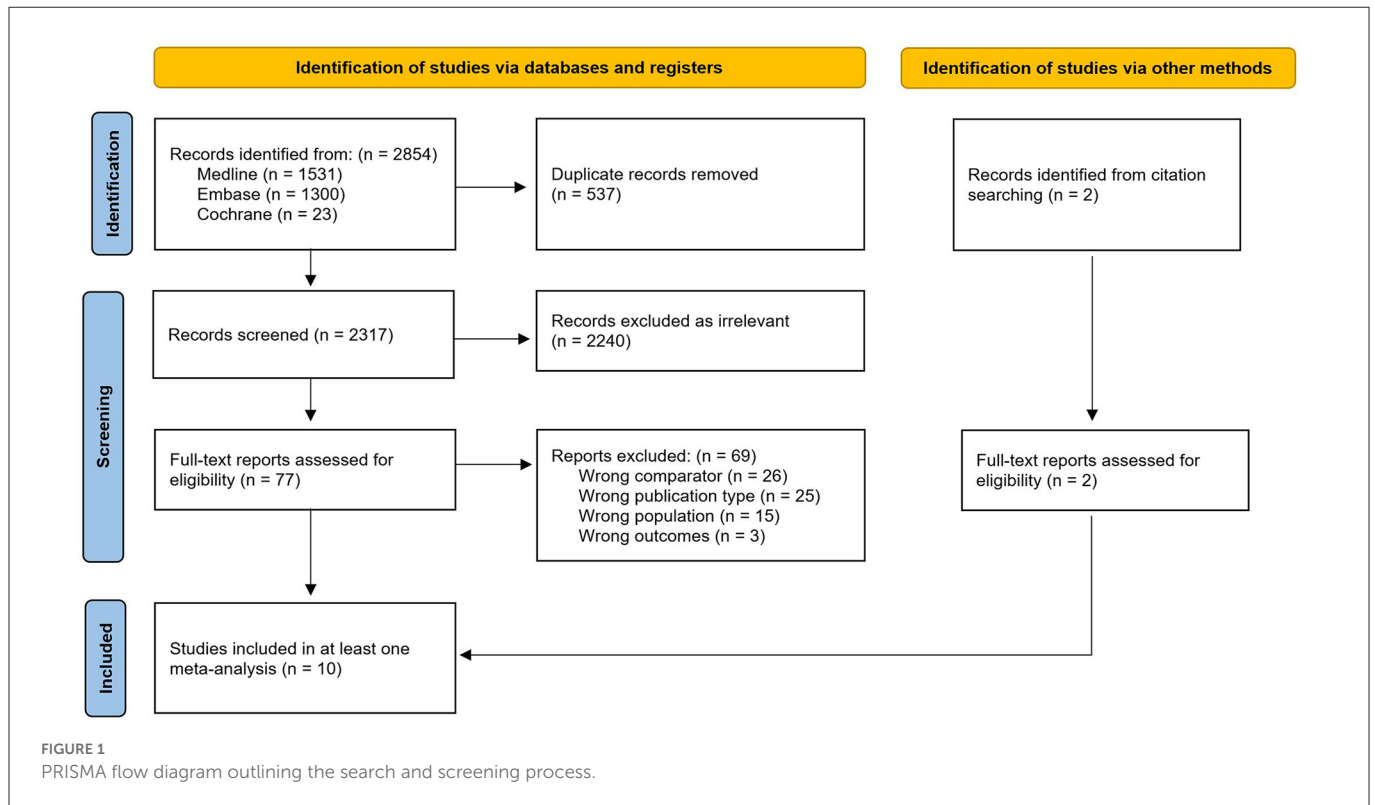 Identification of studies via databases and registers
Identification of studies via other methods
Identification
Records identified from: (n = 2854)
Medline (n = 1531)
Embase (n = 1300)
Cochrane (n = 23)
Duplicate records removed
(n = 537)
Records identified from citation
searching (n = 2)
Screening
Records screened (n = 2317)
Records excluded as irrelevant
(n = 2240)
Full-text reports assessed for
eligibility (n = 77)
Reports excluded: (n = 69)
Wrong comparator (n = 26)
Wrong publication type (n = 25)
Wrong population (n = 15)
Wrong outcomes (n = 3)
Full-text reports assessed for
eligibility (n = 2)
Included
Studies included in at least one
meta-analysis (n = 10)
FIGURE 1
PRISMA flow diagram outlining the search and screening process.